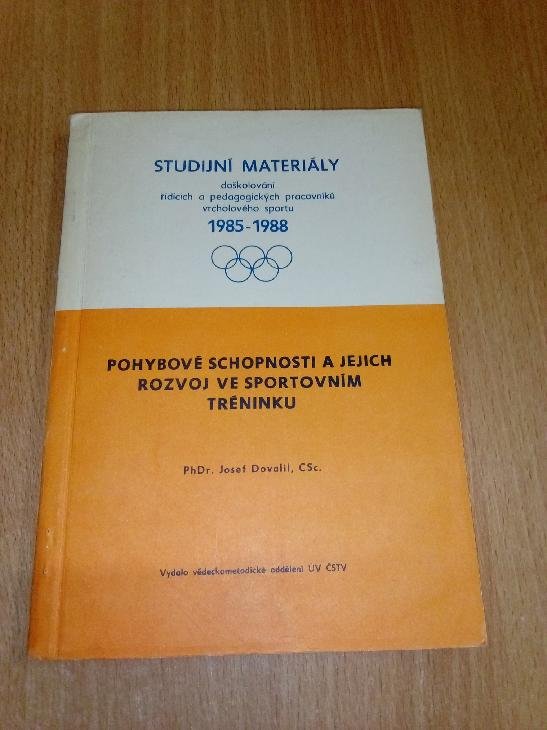 STUDIJNÍ MATERIÁLY
doškolování
řídících a pedagogických pracovníků
vrcholového sportu
1985-1988
POHYBOVÉ SCHOPNOSTI A JEJICH
ROZVOJ VE SPORTOVNÍM
TRÉNINKU
PhDr. Josef Dovalil, CSc.
Vydalo vědeckometodické oddělení ÚV ČSTV